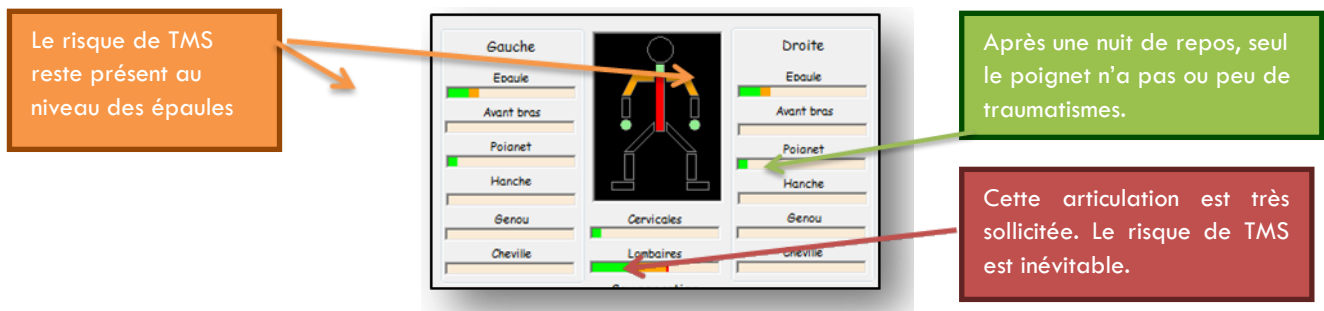 Le risque de TMS
reste présent au
niveau des épaules
Gauche
Epaule
Avant bras
Poignet
Hanche
Genou
Cheville
Cervicales
Lombaires
Droite
Epaule
Avant bras
Poignet
Hanche
Genou
Cheville
Après une nuit de repos, seul
le poignet n'a pas ou peu de
traumatismes.
Cette articulation est très
sollicitée. Le risque de TMS
est inévitable.